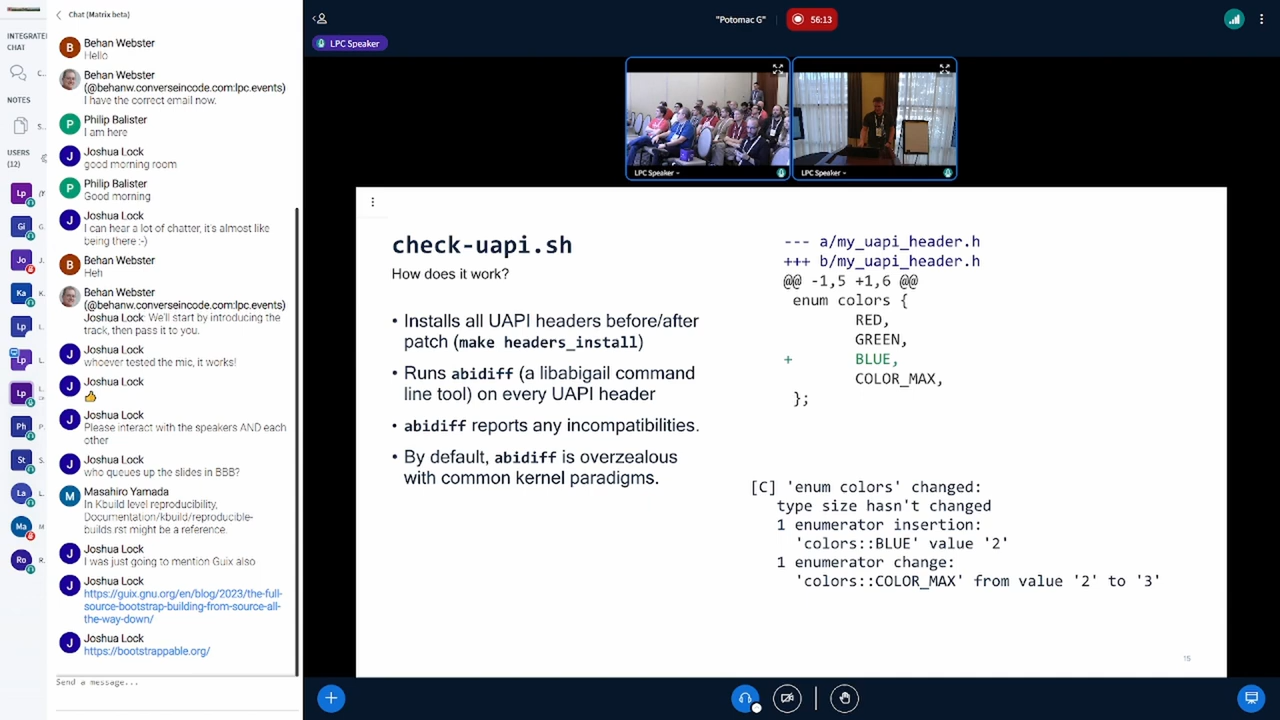 INTEGRATE
CHAT
NOTES
USERS
(12)
Chat [Matrix beta]
Behan Webster
Hello
Behan Webster
(@behanw.converseincode.com:lpc.events)
I have the correct email now.
Philip Balister
I am here
Joshua Lock
good morning room
Philip Balister
Good morning
Joshua Lock
I can hear a lot of chatter, it's almost like
being there :-)
Behan Webster
Heh
Behan Webster
(@behanw.converseincode.com:lpc.events)
Joshua Lock: We'll start by introducing the
track, then pass it to you.
Joshua Lock
whoever tested the mic, it works!
Joshua Lock
👍
Joshua Lock
Please interact with the speakers AND each
other
Joshua Lock
who queues up the slides in BBB?
Masahiro Yamada
In Kbuild level reproducibility,
Documentation/kbuild/reproducible-
builds.rst might be a reference.
Joshua Lock
I was just going to mention Guix also
Joshua Lock
https://guix.gnu.org/en/blog/2023/the-full-
source-bootstrap-building-from-source-all-
the-way-down/
Joshua Lock
https://bootstrappable.org/
Send a message...
"Potomac G"
56:13
LPC Speaker
LPC Speaker
LPC Speaker
check-uapi.sh
How does it work?
• Installs all UAPI headers before/after
patch (make headers_install)
• Runs abidiff (a libabigail command
line tool) on every UAPI header
• abidiff reports any incompatibilities.
• By default, abidiff is overzealous
with common kernel paradigms.
--- a/my_uapi_header.h
+++ b/my_uapi_header.h
@@ -1,5 +1,6 @@
enum colors {
RED,
GREEN,
+ BLUE,
COLOR_MAX,
};
[C] 'enum colors' changed:
type size hasn't changed
1 enumerator insertion:
'colors::BLUE' value '2'
1 enumerator change:
'colors::COLOR_MAX' from value '2' to '3'
15